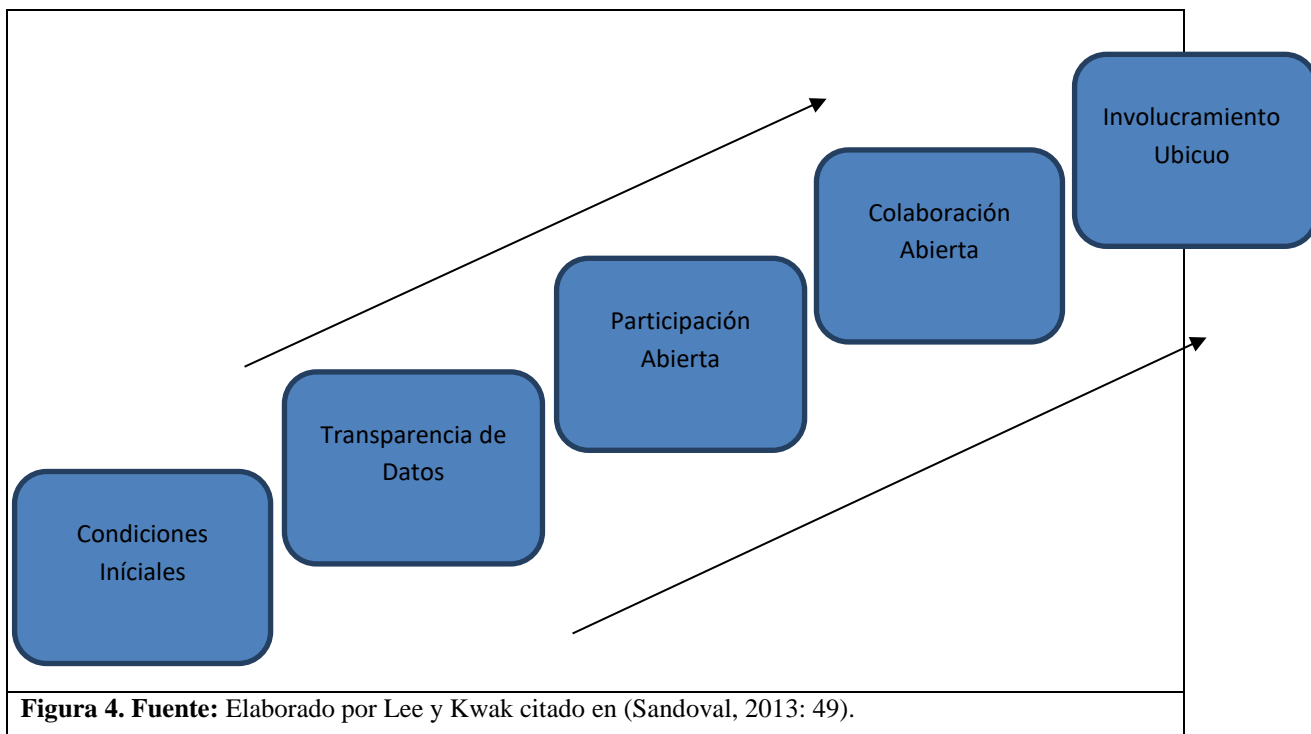 Involucramiento
Ubicuo
Colaboración
Abierta
Participación
Abierta
Transparencia de
Datos
Condiciones
Iníciales
Figura 4. Fuente: Elaborado por Lee y Kwak citado en (Sandoval, 2013: 49).